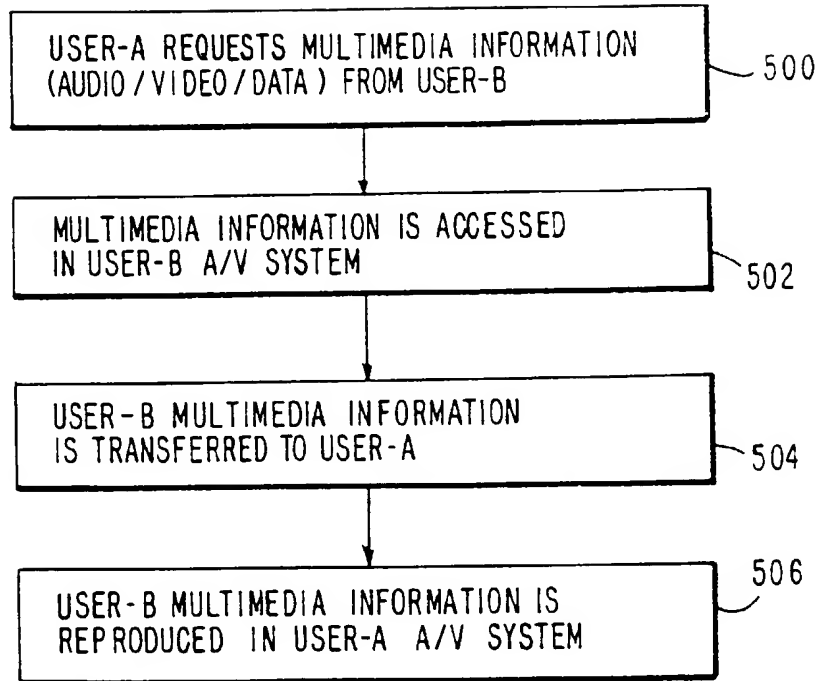 USER-A REQUESTS MULTIMEDIA INFORMATION
(AUDIO/VIDEO/DATA) FROM USER-B
500
MULTIMEDIA INFORMATION IS ACCESSED
IN USER-B A/V SYSTEM
502
USER-B MULTIMEDIA INFORMATION
IS TRANSFERRED TO USER-A
504
USER-B MULTIMEDIA INFORMATION IS
REPRODUCED IN USER-A A/V SYSTEM
506